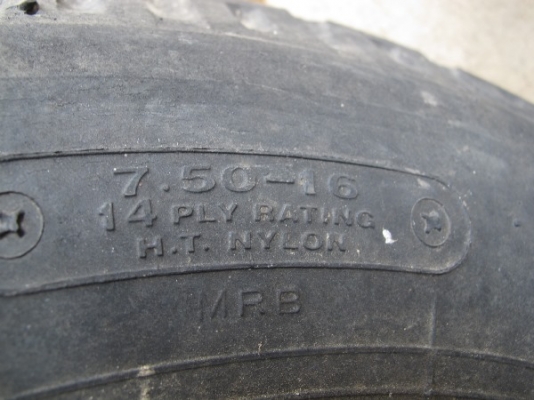 7.50-16
14 PLY RATING
H.T. NYLON
MRB